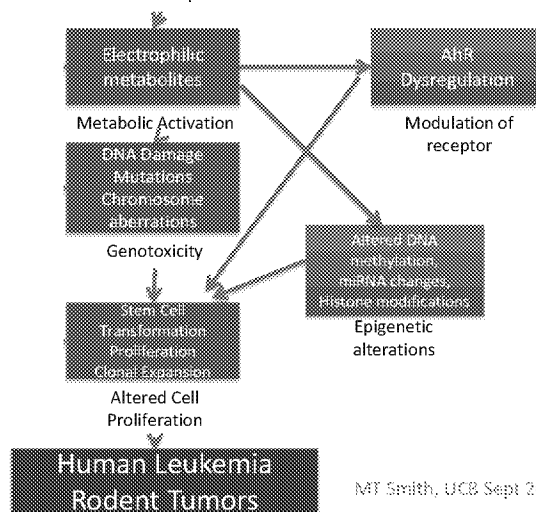 Electrophilic
metabolites
AhR
Dysregulation
Metabolic Activation
Modulation of
receptor
DNA Damage
Mutations
Chromosome
aberrations
Genotoxicity
Altered DNA
methylation,
miRNA changes,
Histone modifications
Epigenetic
alterations
Stem Cell
Transformation
Proliferation
Clonal Expansion
Altered Cell
Proliferation
Human Leukemia
Rodent Tumors
MT Smith, UCB Sept 2